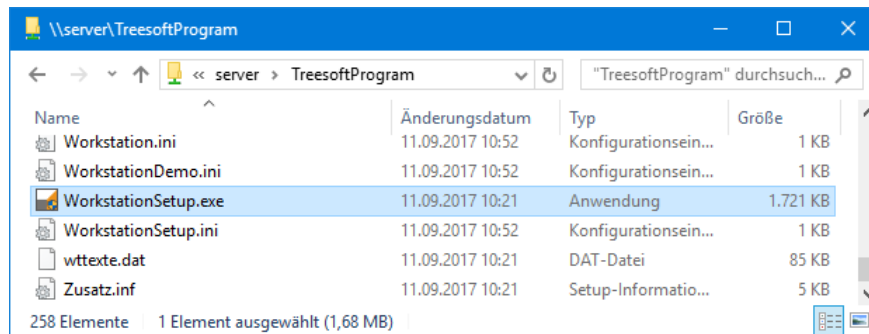 \\server\TreesoftProgram
« server › TreesoftProgram "TreesoftProgram" durchsuch...
Name Änderungsdatum Typ Größe
Workstation.ini 11.09.2017 10:52 Konfigurationsein... 1 KB
WorkstationDemo.ini 11.09.2017 10:52 Konfigurationsein... 1 KB
WorkstationSetup.exe 11.09.2017 10:21 Anwendung 1.721 KB
WorkstationSetup.ini 11.09.2017 10:52 Konfigurationsein... 1 KB
wttexte.dat 11.09.2017 10:21 DAT-Datei 85 KB
Zusatz.inf 11.09.2017 10:21 Setup-Informatio... 5 KB
258 Elemente 1 Element ausgewählt (1,68 MB)